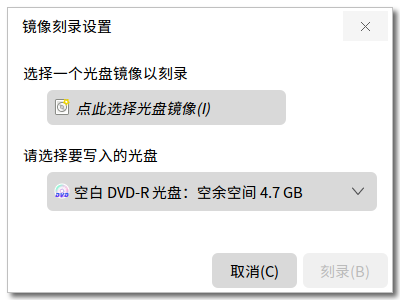 镜像刻录设置
选择一个光盘镜像以刻录
点此选择光盘镜像(I)
请选择要写入的光盘
DVD 空白 DVD-R 光盘：空余空间 4.7 GB
取消(C) 刻录(B)